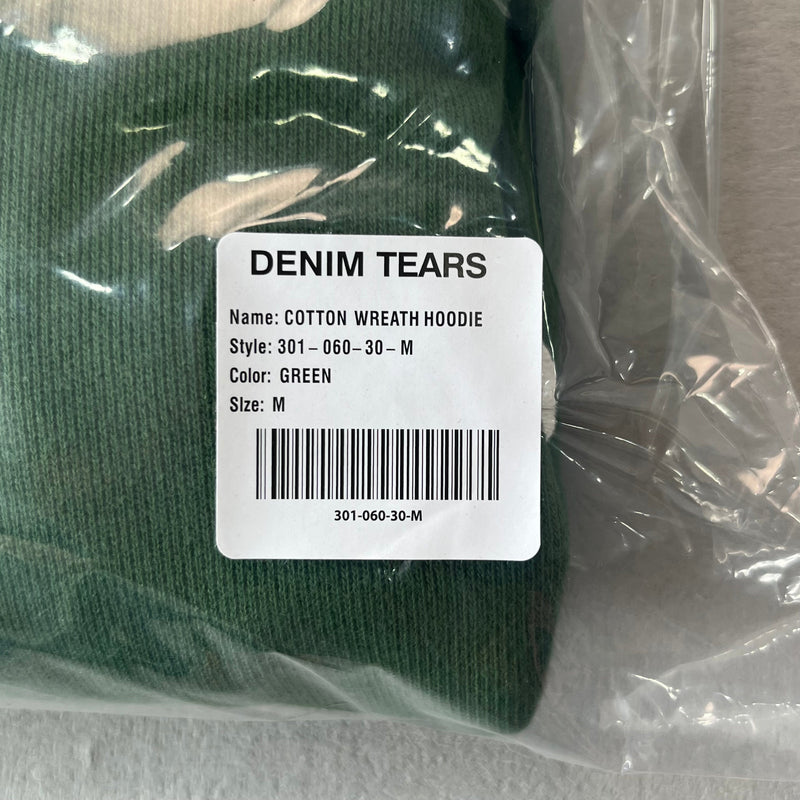 DENIM TEARS
Name: COTTON WREATH HOODIE
Style: 301-060-30-M
Color: GREEN
SIze: M
301-060-30-M